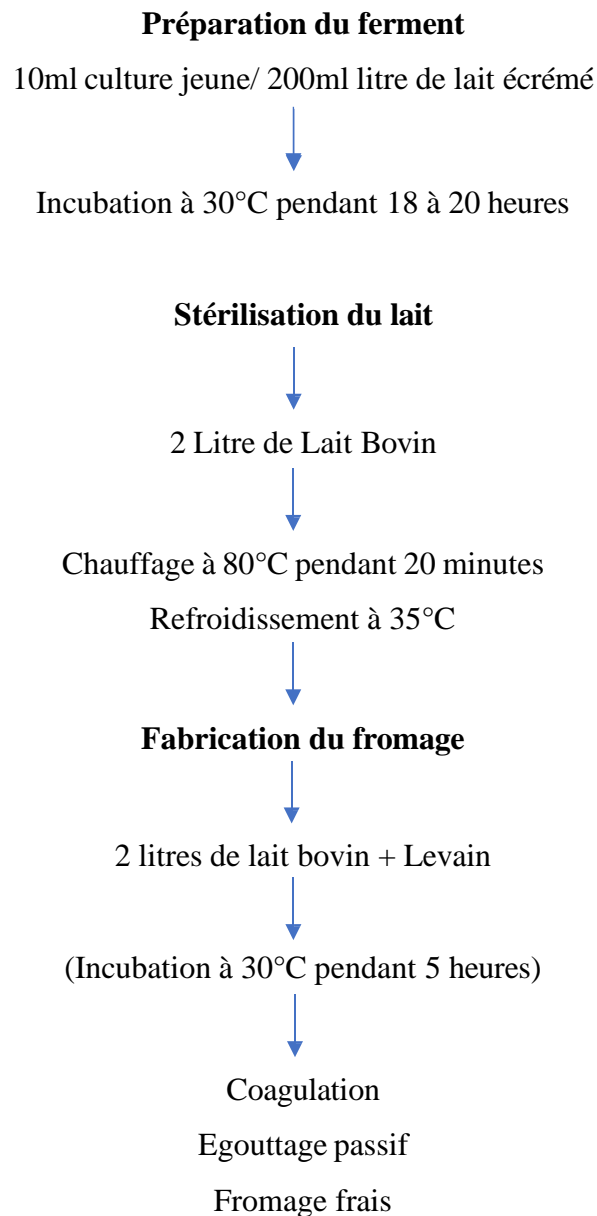 Préparation du ferment
10ml culture jeune/ 200ml litre de lait écrémé
Incubation à 30°C pendant 18 à 20 heures
Stérilisation du lait
2 Litre de Lait Bovin
Chauffage à 80°C pendant 20 minutes
Refroidissement à 35°C
Fabrication du fromage
2 litres de lait bovin + Levain
(Incubation à 30°C pendant 5 heures)
Coagulation
Egouttage passif
Fromage frais